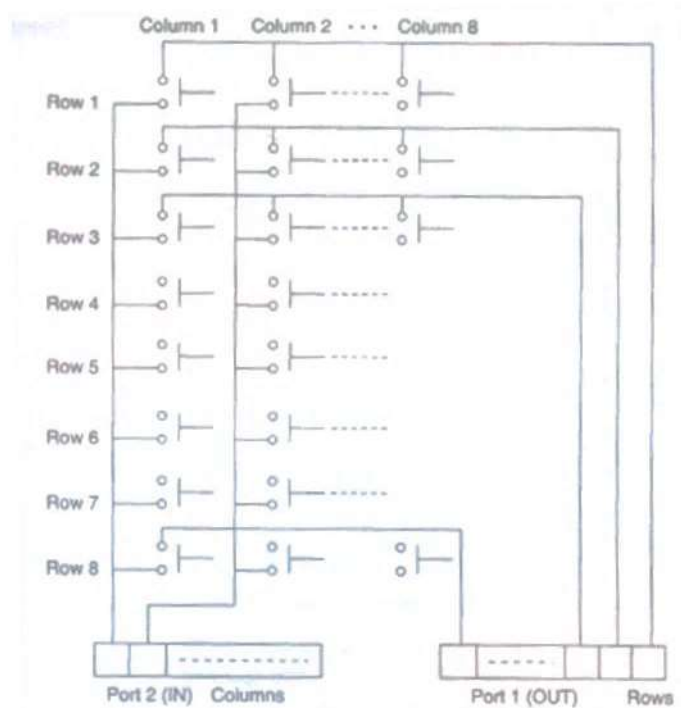 Column 1 Column 2 ··· Column 8
Row 1
Row 2
Row 3
Row 4
Row 5
Row 6
Row 7
Row 8
Port 2 (IN) Columns Port 1 (OUT) Rows